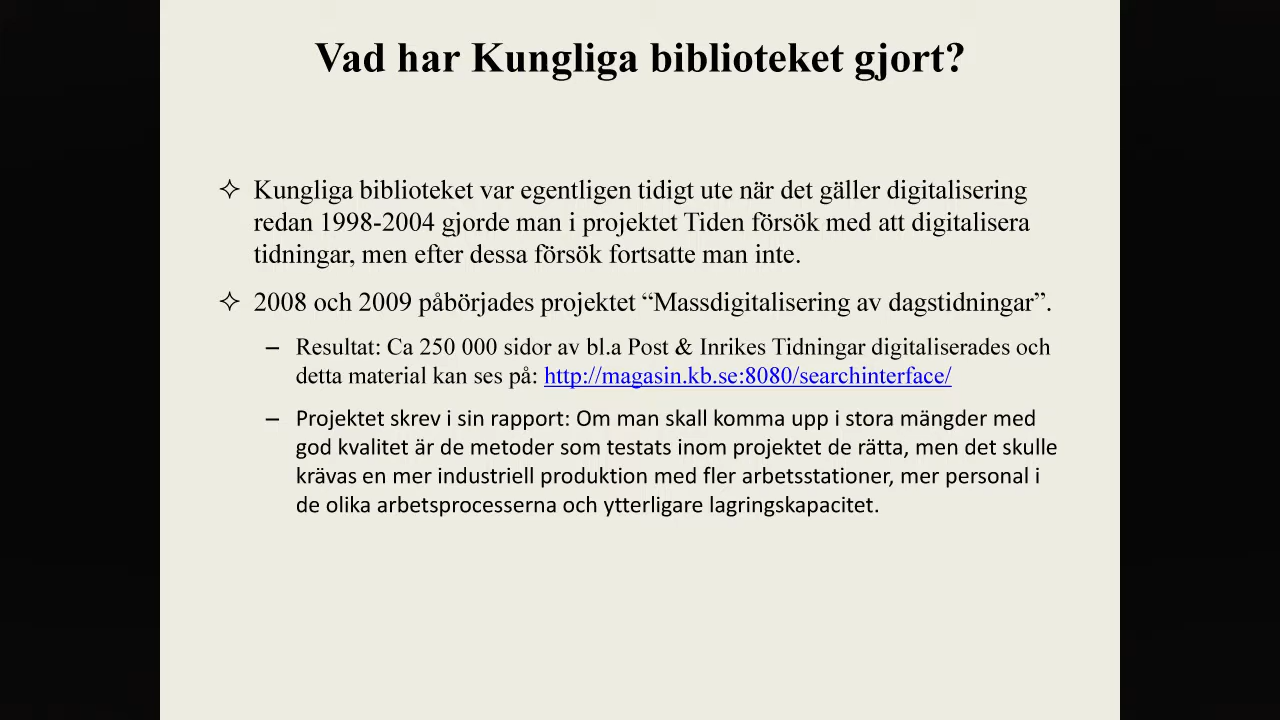 Vad har Kungliga biblioteket gjort?
✧ Kungliga biblioteket var egentligen tidigt ute när det gäller digitalisering
redan 1998-2004 gjorde man i projektet Tiden försök med att digitalisera
tidningar, men efter dessa försök fortsatte man inte.
✧ 2008 och 2009 påbörjades projektet “Massdigitalisering av dagstidningar”.
– Resultat: Ca 250 000 sidor av bl.a Post & Inrikes Tidningar digitaliserades och
detta material kan ses på: http://magasin.kb.se:8080/searchinterface/
– Projektet skrev i sin rapport: Om man skall komma upp i stora mängder med
god kvalitet är de metoder som testats inom projektet de rätta, men det skulle
krävas en mer industriell produktion med fler arbetsstationer, mer personal i
de olika arbetsprocesserna och ytterligare lagringskapacitet.